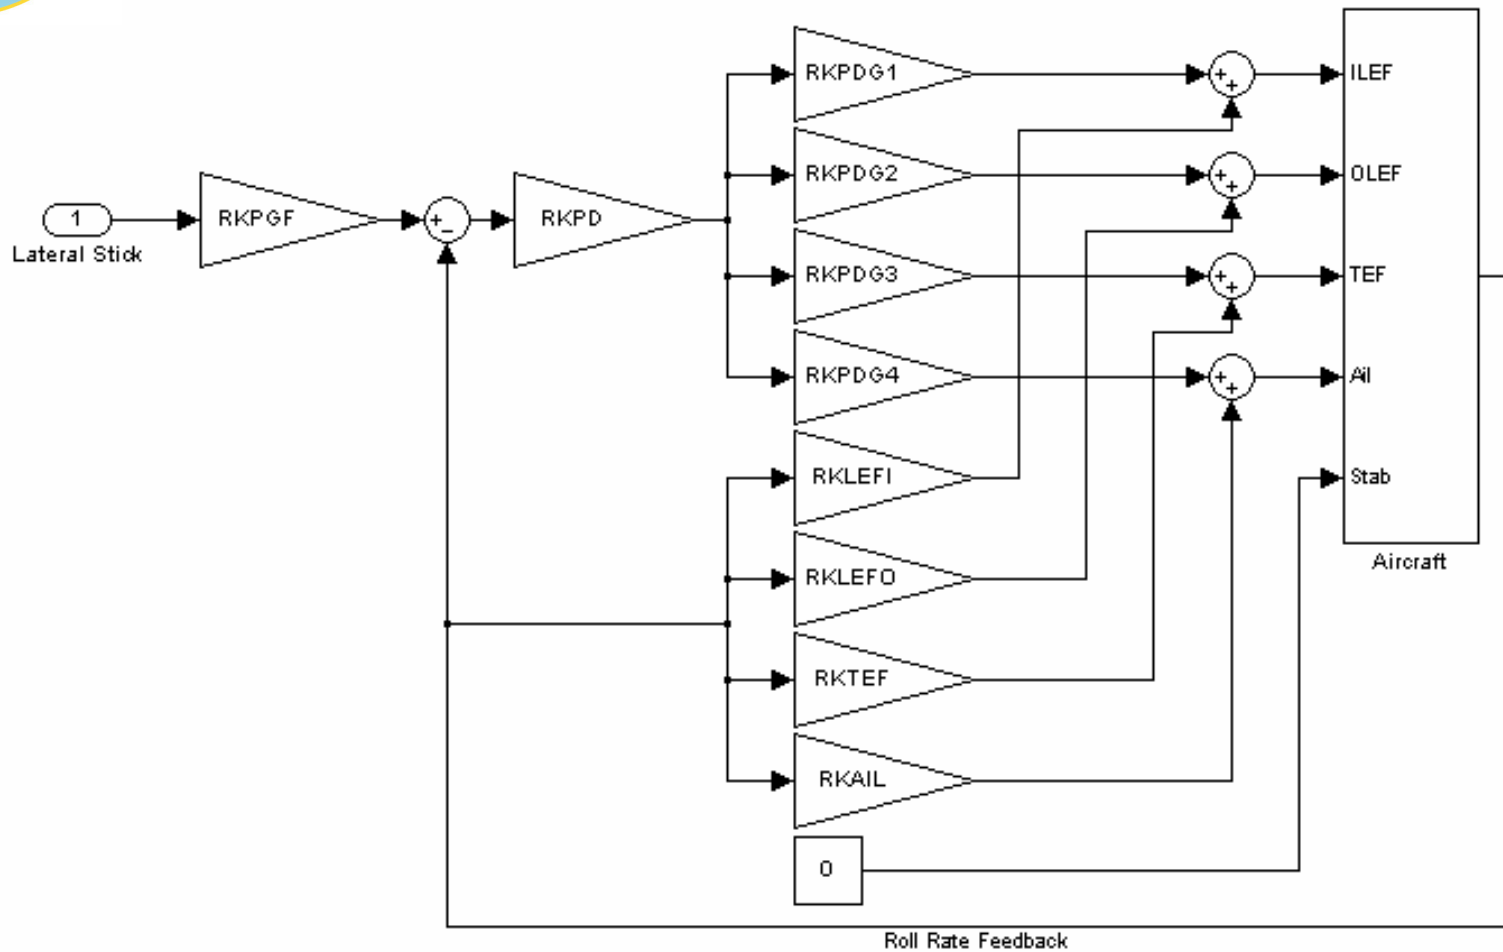 RKPDG1
+
+
ILEF
RKPDG2
+
+
OLEF
1
RKPGF
+
−
RKPD
Lateral Stick
RKPDG3
+
+
TEF
RKPDG4
+
+
Ail
RKLEFI
Stab
Aircraft
RKLEFO
RKTEF
RKAIL
0
Roll Rate Feedback